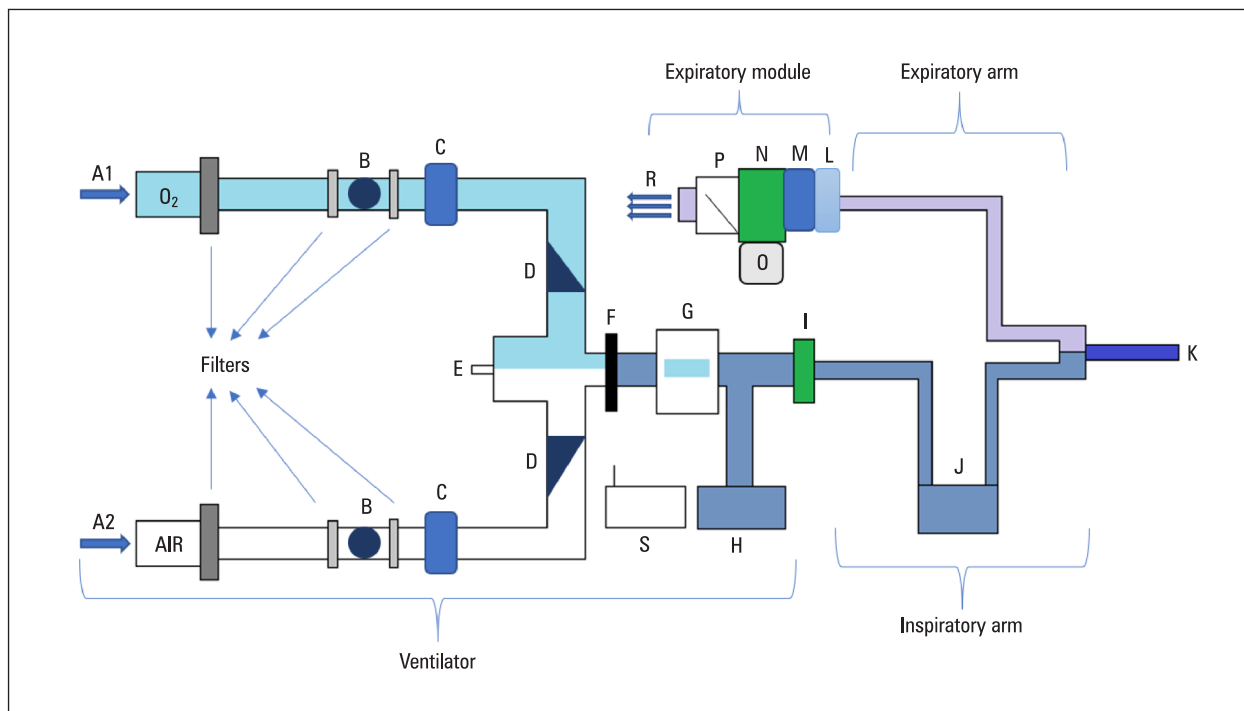 Expiratory module
Expiratory arm
A1
O2
B
C
R
P
N
M
L
O
D
Filters
E
F
G
I
K
D
A2
AIR
B
C
S
H
J
Ventilator
Inspiratory arm